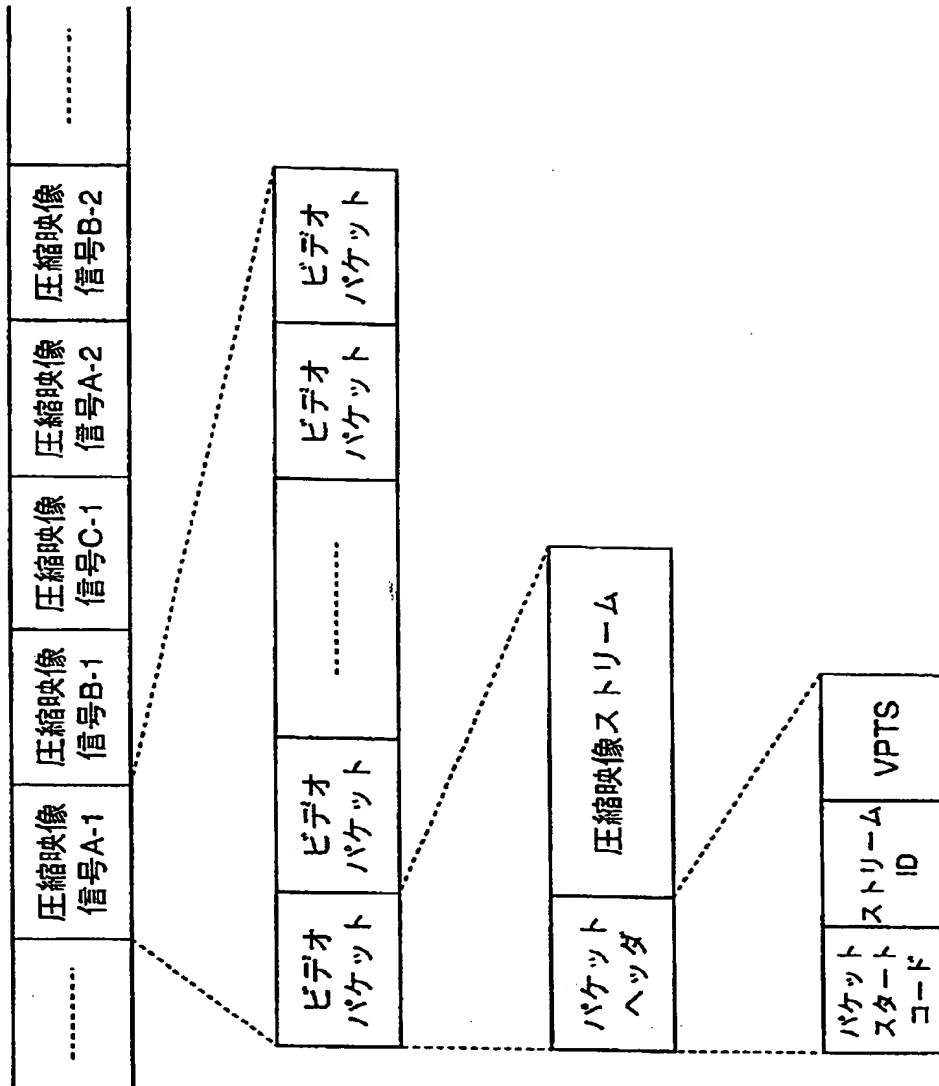 圧縮映像
信号A-1
圧縮映像
信号B-1
圧縮映像
信号C-1
圧縮映像
信号A-2
圧縮映像
信号B-2
ビデオ
パケット
ビデオ
パケット
ビデオ
パケット
ビデオ
パケット
パケット
ヘッダ
圧縮映像ストリーム
パケット
スタート
コード
ストリーム
ID
VPTS